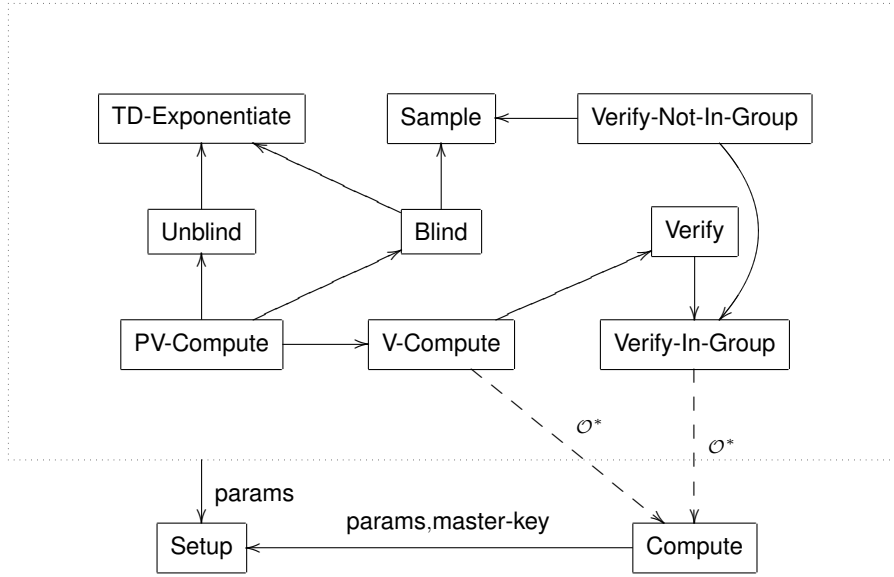 TD-Exponentiate
Sample
Verify-Not-In-Group
Unblind
Blind
Verify
PV-Compute
V-Compute
Verify-In-Group
𝒪*
𝒪*
params
params,master-key
Setup
Compute